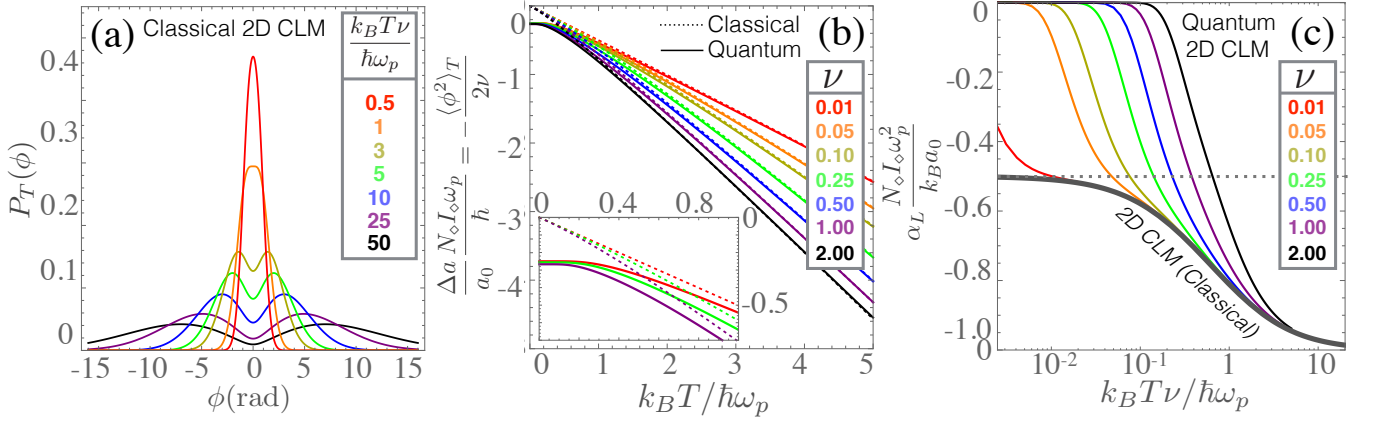 (a) Classical 2D CLM
k_BTν
ħω_p
0.5
1
3
5
10
25
50
0.4
0.3
0.2
0.1
0
P_T(ϕ)
-15 -10 -5 0 5 10 15
ϕ(rad)
(b)
Classical
Quantum
ν
0.01
0.05
0.10
0.25
0.50
1.00
2.00
0
-1
-2
-3
-4
Δa/a_0 N_⋄I_⋄ω_p/ħ = − ⟨ϕ²⟩_T/2ν
0 0.4 0.8
0
-0.5
0 1 2 3 4 5
k_BT/ħω_p
(c)
Quantum
2D CLM
ν
0.01
0.05
0.10
0.25
0.50
1.00
2.00
-0.2
-0.4
-0.6
-0.8
-1.0
0
α_L N_⋄I_⋄ω_p²/k_Ba_0
2D CLM (Classical)
10⁻² 10⁻¹ 1 10
k_BTν/ħω_p